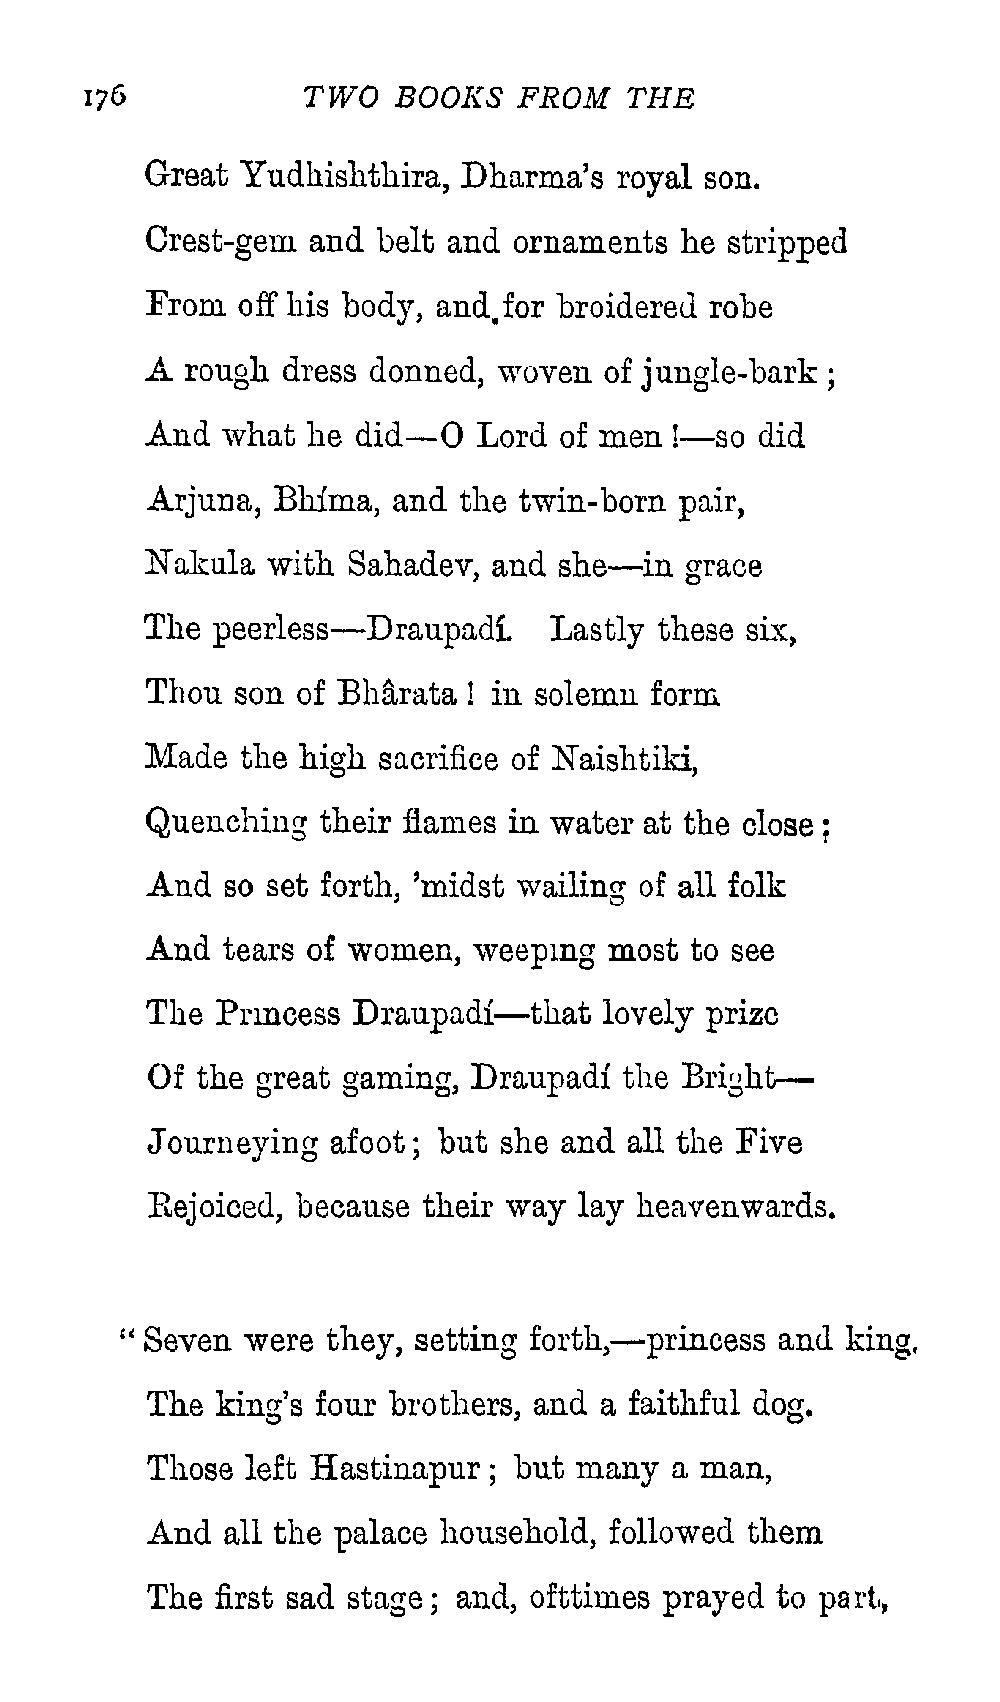 176 TWO BOOKS FROM THE
Great Yudhishthira, Dharma's royal son.
Crest-gem and belt and ornaments he stripped
From off his body, and for broidered robe
A rough dress donned, woven of jungle-bark;
And what he did—O Lord of men!—so did
Arjuna, Bhíma, and the twin-born pair,
Nakula with Sahadev, and she—in grace
The peerless—Draupadí. Lastly these six,
Thou son of Bhârata! in solemn form
Made the high sacrifice of Naishtiki,
Quenching their flames in water at the close;
And so set forth, 'midst wailing of all folk
And tears of women, weeping most to see
The Princess Draupadí—that lovely prize
Of the great gaming, Draupadí the Bright—
Journeying afoot; but she and all the Five
Rejoiced, because their way lay heavenwards.
"Seven were they, setting forth,—princess and king,
The king's four brothers, and a faithful dog.
Those left Hastinapur; but many a man,
And all the palace household, followed them
The first sad stage; and, ofttimes prayed to part,